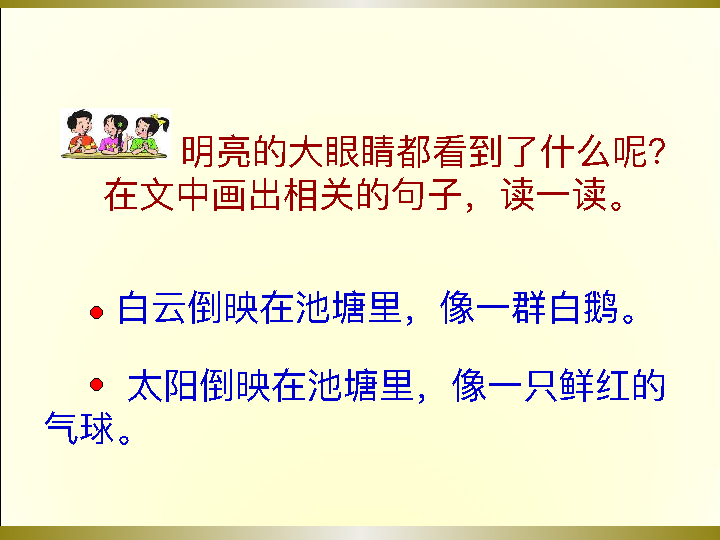 明亮的大眼睛都看到了什么呢?
在文中画出相关的句子，读一读。
白云倒映在池塘里，像一群白鹅。
太阳倒映在池塘里，像一只鲜红的
气球。